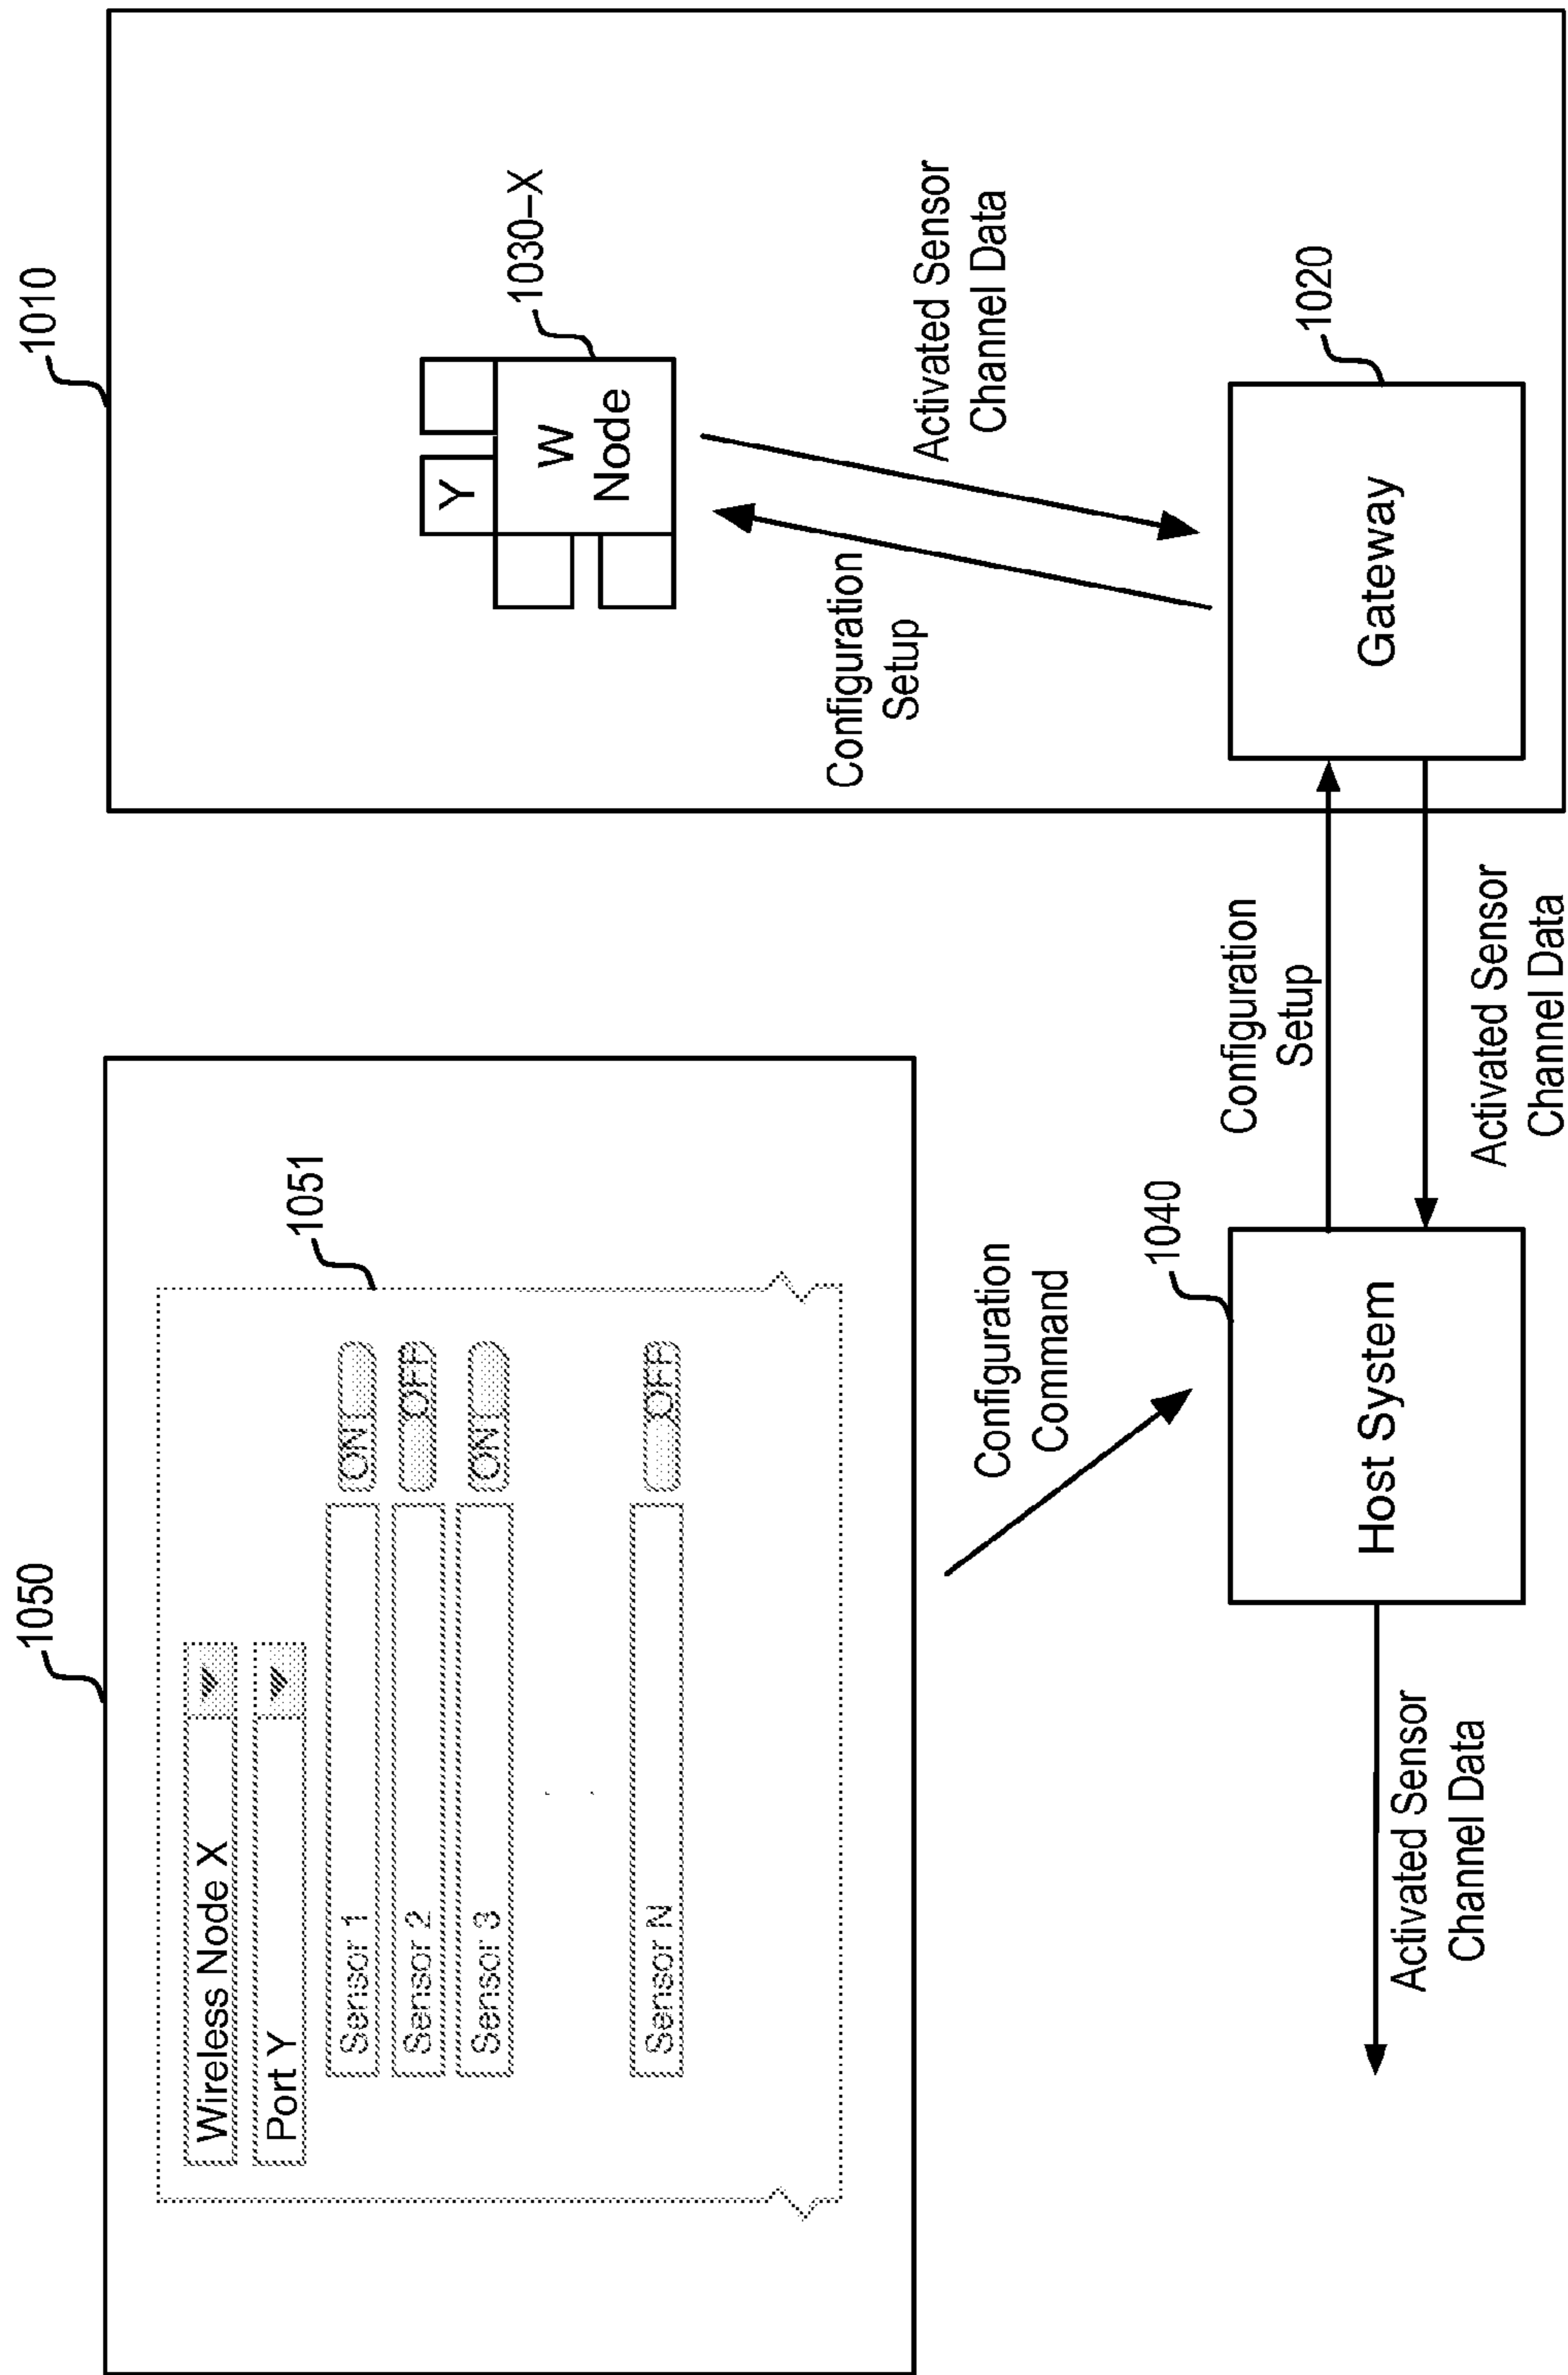 1050
1051
Wireless Node X
Port Y
Sensor 1
ON
Sensor 2
OFF
Sensor 3
ON
Sensor N
OFF
Configuration
Command
1040
Host System
Activated Sensor
Channel Data
Configuration
Setup
Activated Sensor
Channel Data
1010
Y
W
Node
1030–X
Configuration
Setup
Activated Sensor
Channel Data
1020
Gateway